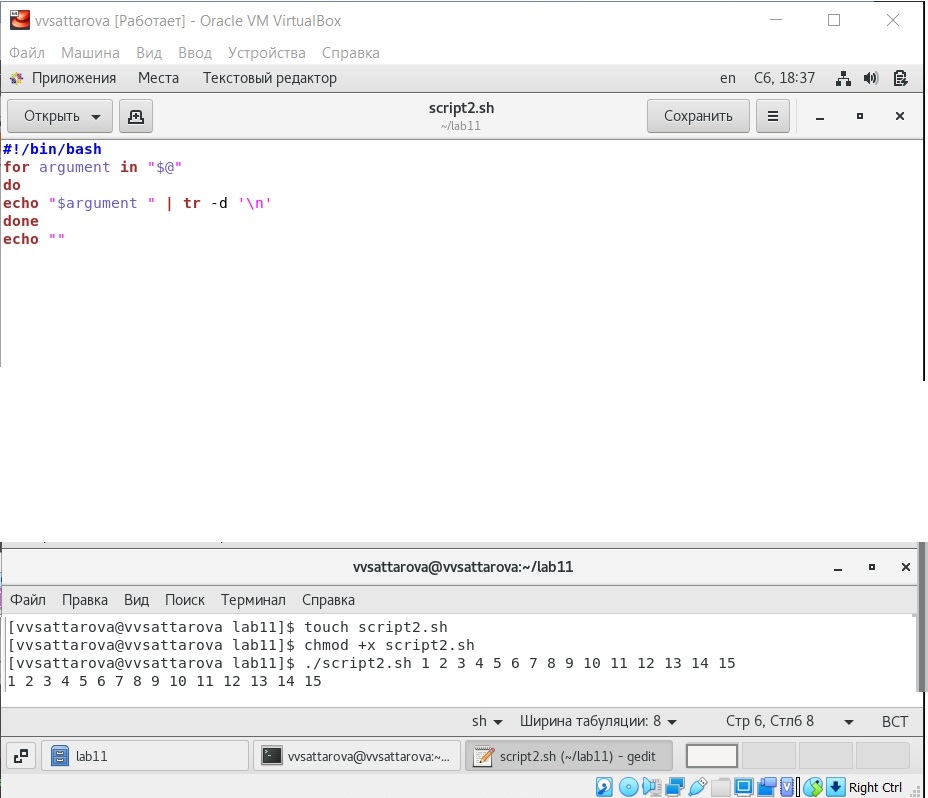 vvsattarova [Работает] - Oracle VM VirtualBox
Файл Машина Вид Ввод Устройства Справка
Приложения Места Текстовый редактор en Сб, 18:37
Открыть script2.sh Сохранить
~/lab11
#!/bin/bash
for argument in "$@"
do
echo "$argument " | tr -d '\n'
done
echo ""
vvsattarova@vvsattarova:~/lab11
Файл Правка Вид Поиск Терминал Справка
[vvsattarova@vvsattarova lab11]$ touch script2.sh
[vvsattarova@vvsattarova lab11]$ chmod +x script2.sh
[vvsattarova@vvsattarova lab11]$ ./script2.sh 1 2 3 4 5 6 7 8 9 10 11 12 13 14 15
1 2 3 4 5 6 7 8 9 10 11 12 13 14 15
sh Ширина табуляции: 8 Стр 6, Стлб 8 ВСТ
lab11 vvsattarova@vvsattarova:~... script2.sh (~/lab11) - gedit
Right Ctrl